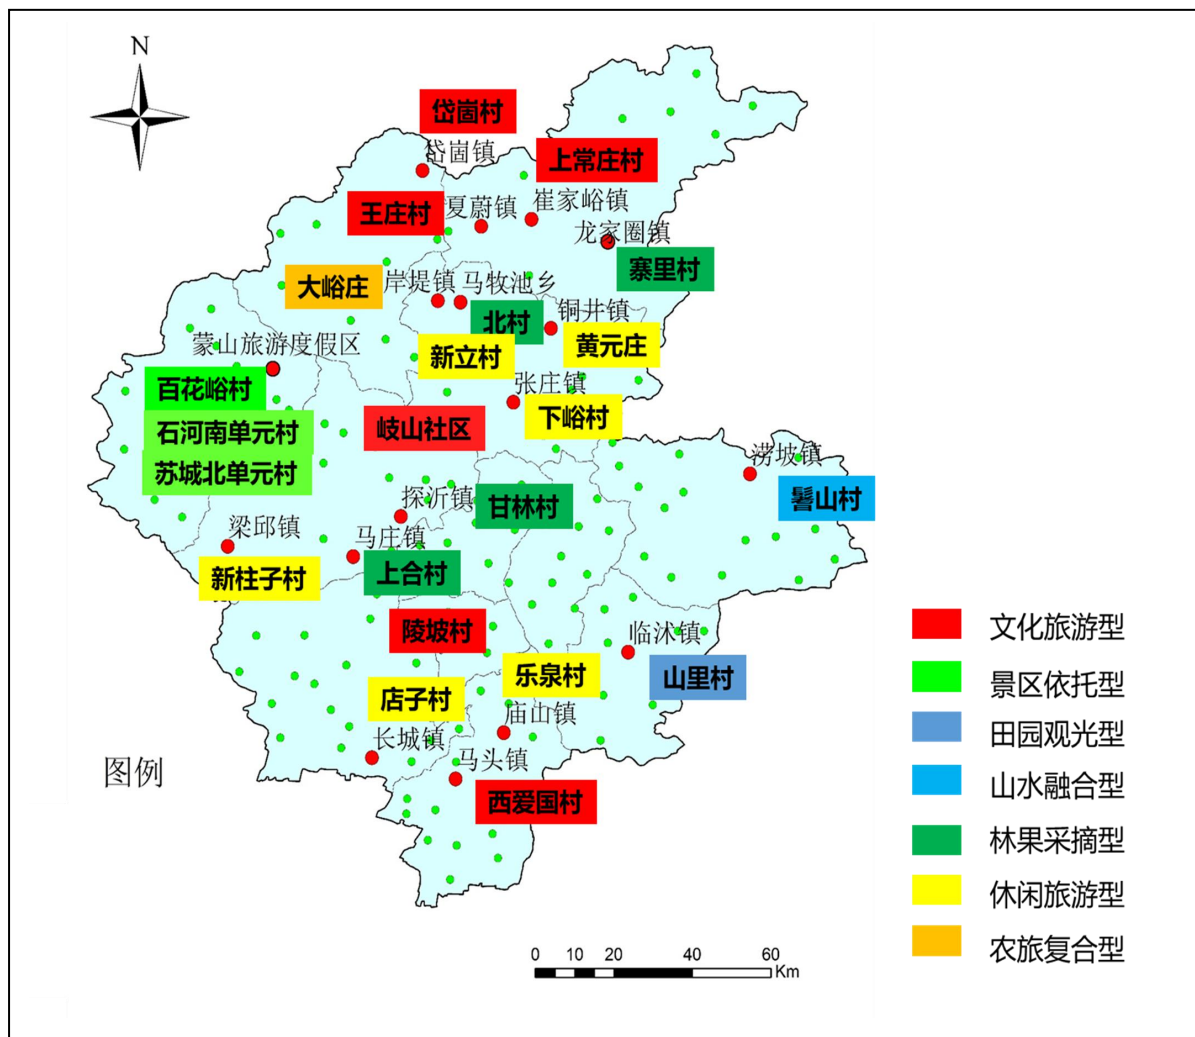 N
岱崮村
岱崮镇
上常庄村
王庄村
夏蔚镇
崔家峪镇
龙家圈镇
寨里村
大峪庄
岸堤镇
马牧池乡
北村
铜井镇
黄元庄
新立村
蒙山旅游度假区
百花峪村
张庄镇
下峪村
石河南单元村
岐山社区
苏城北单元村
涝坡镇
髻山村
探沂镇
甘林村
梁邱镇
马庄镇
新柱子村
上合村
陵坡村
临沭镇
山里村
乐泉村
店子村
庙山镇
长城镇
马头镇
西爱国村
图例
文化旅游型
景区依托型
田园观光型
山水融合型
林果采摘型
休闲旅游型
农旅复合型
0 10 20 40 60
Km